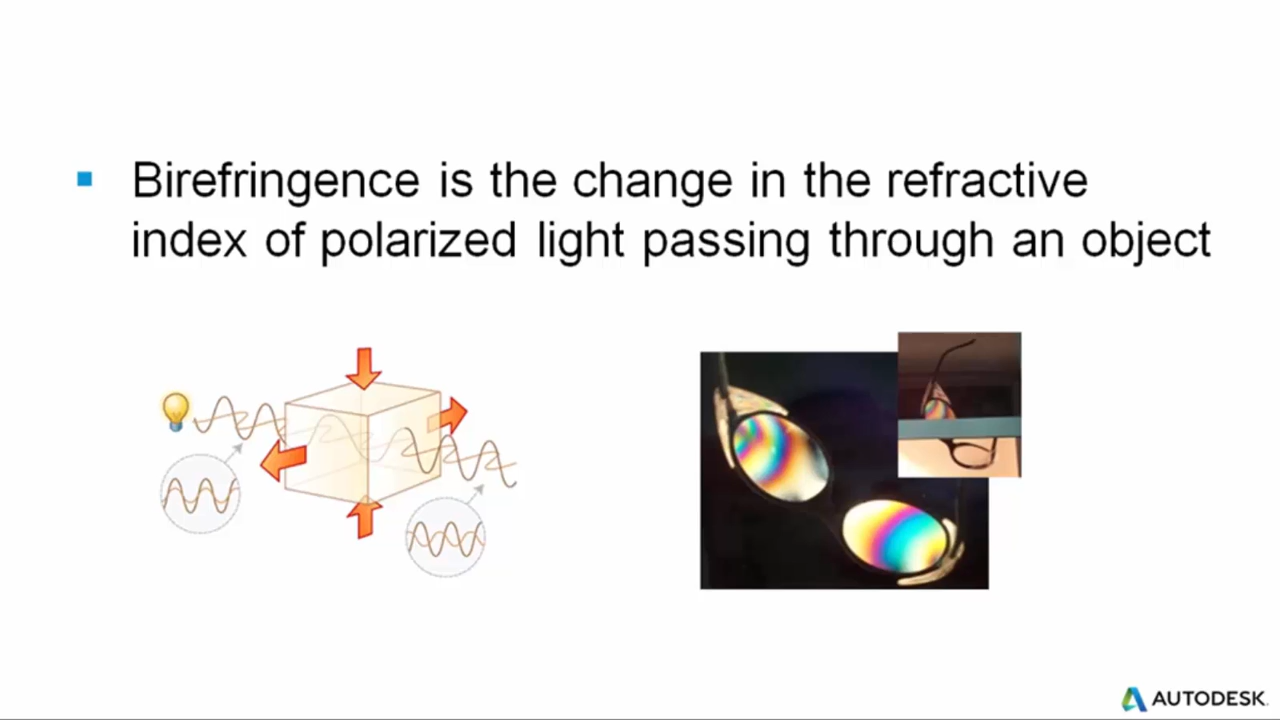 Birefringence is the change in the refractive
index of polarized light passing through an object
AUTODESK